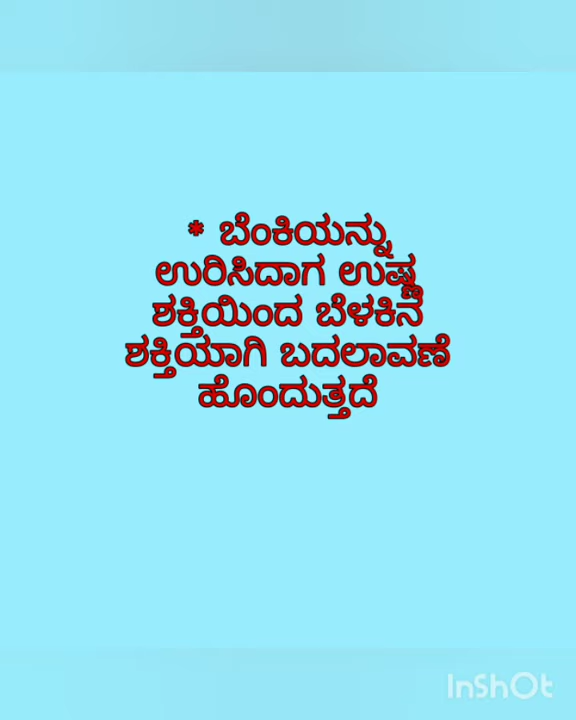 * ಬೆಂಕಿಯನ್ನು
ಉರಿಸಿದಾಗ ಉಷ್ಣ
ಶಕ್ತಿಯಿಂದ ಬೆಳಕಿನ
ಶಕ್ತಿಯಾಗಿ ಬದಲಾವಣೆ
ಹೊಂದುತ್ತದೆ
InShOt